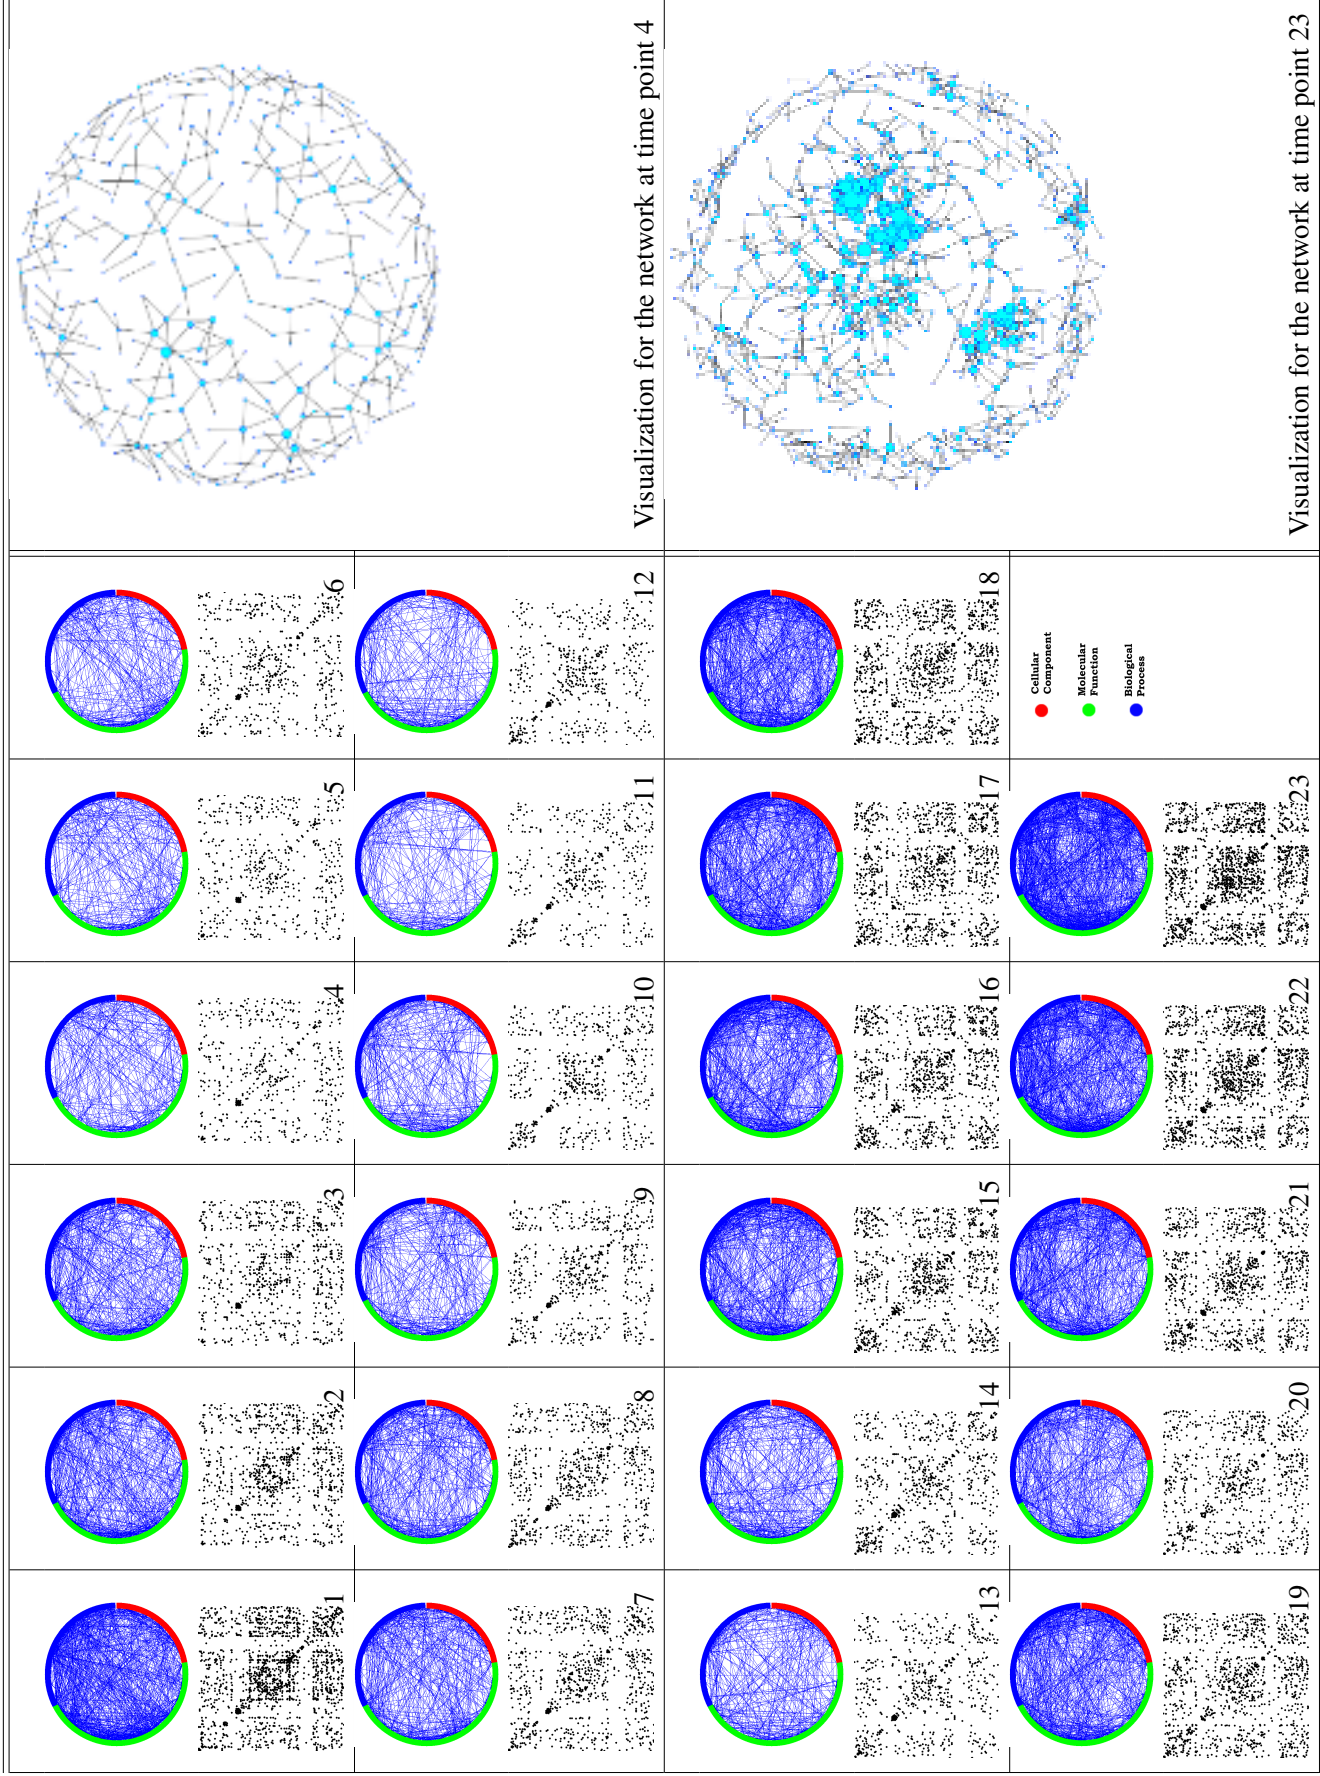 1
2
3
4
5
6
7
8
9
10
11
12
Visualization for the network at time point 4
13
14
15
16
17
18
19
20
21
22
23
Cellular
Component
Molecular
Function
Biological
Process
Visualization for the network at time point 23